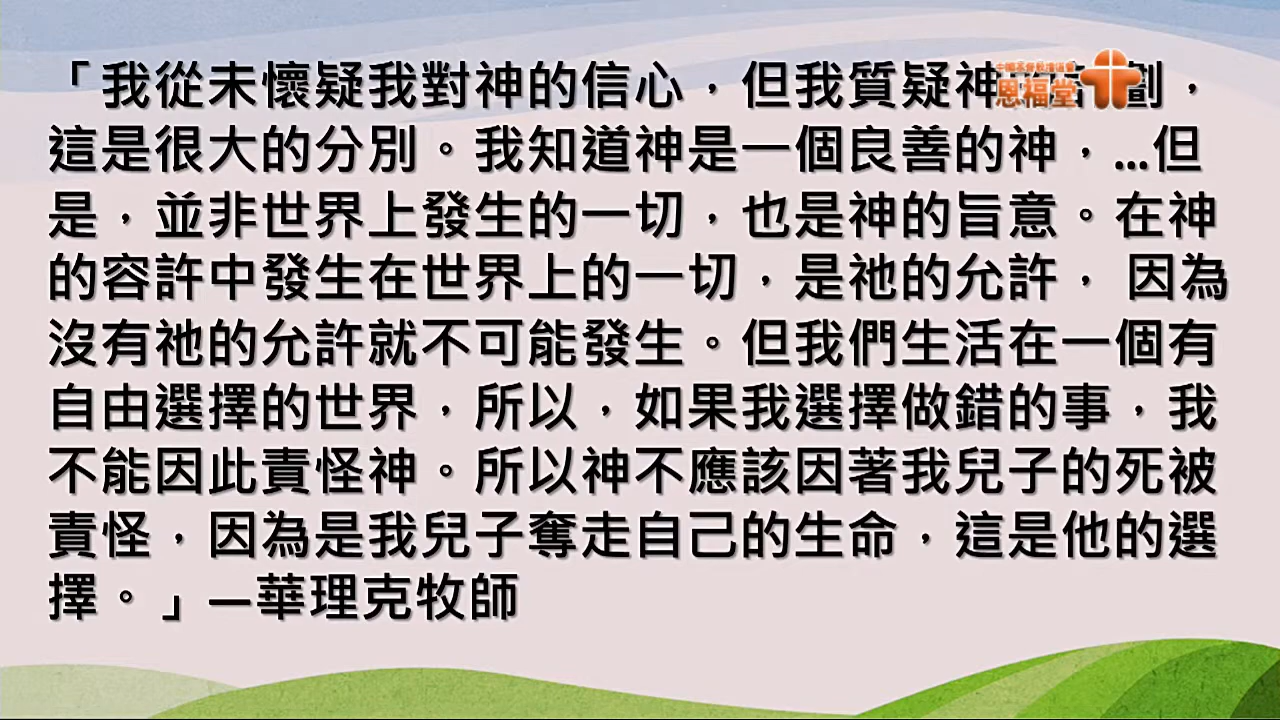 「我從未懷疑我對神的信心，但我質疑神計劃，
這是很大的分別。我知道神是一個良善的神，…但
是，並非世界上發生的一切，也是神的旨意。在神
的容許中發生在世界上的一切，是祂的允許， 因為
沒有祂的允許就不可能發生。但我們生活在一個有
自由選擇的世界，所以，如果我選擇做錯的事，我
不能因此責怪神。所以神不應該因著我兒子的死被
責怪，因為是我兒子奪走自己的生命，這是他的選
擇。」—華理克牧師
恩福堂